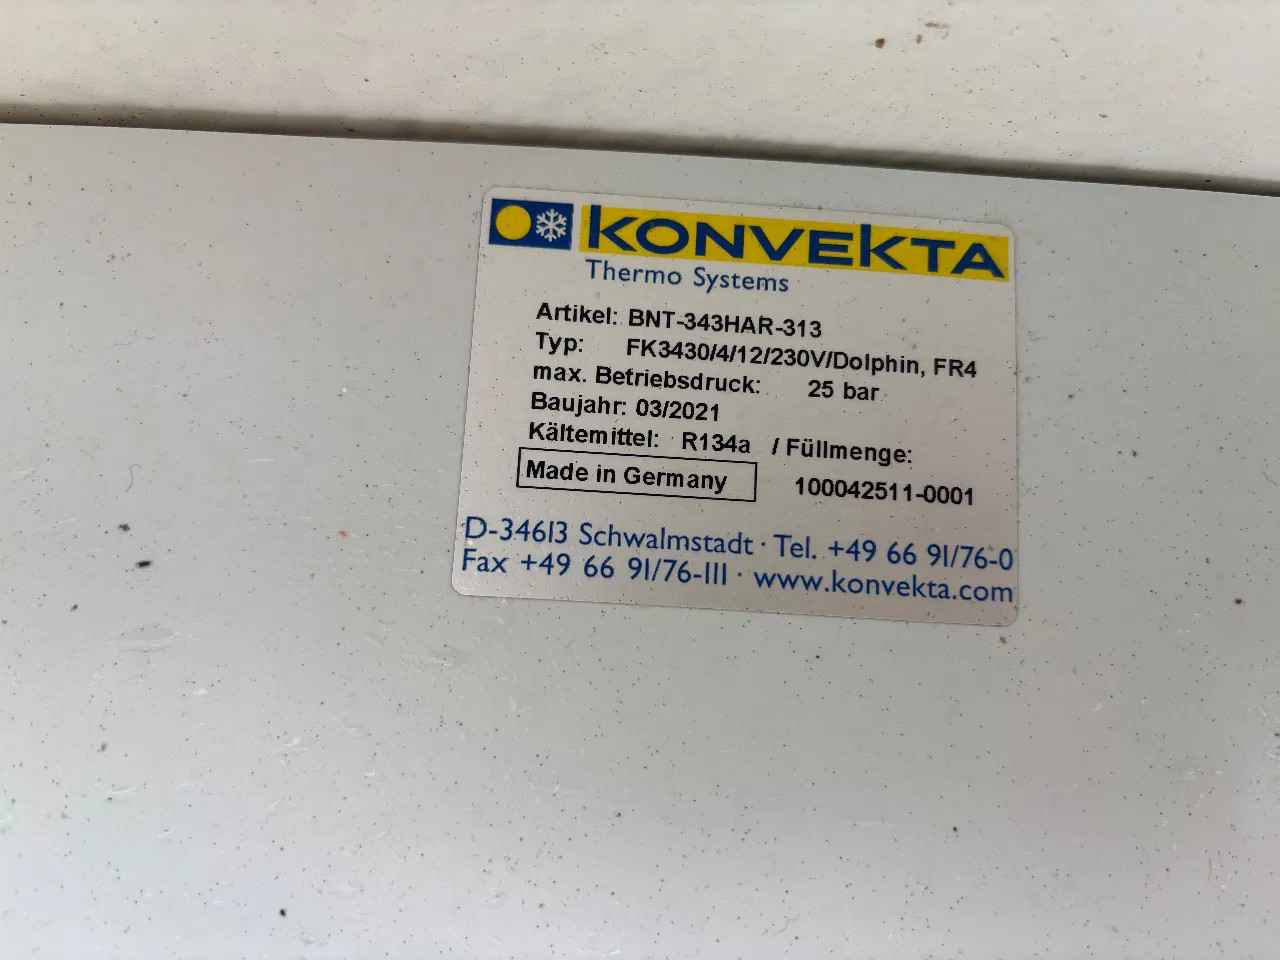 KONVEKTA
Thermo Systems
Artikel: BNT-343HAR-313
Typ: FK3430/4/12/230V/Dolphin, FR4
max. Betriebsdruck: 25 bar
Baujahr: 03/2021
Kältemittel: R134a / Füllmenge:
Made in Germany 100042511-0001
D-34613 Schwalmstadt · Tel. +49 66 91/76-0
Fax +49 66 91/76-111 · www.konvekta.com